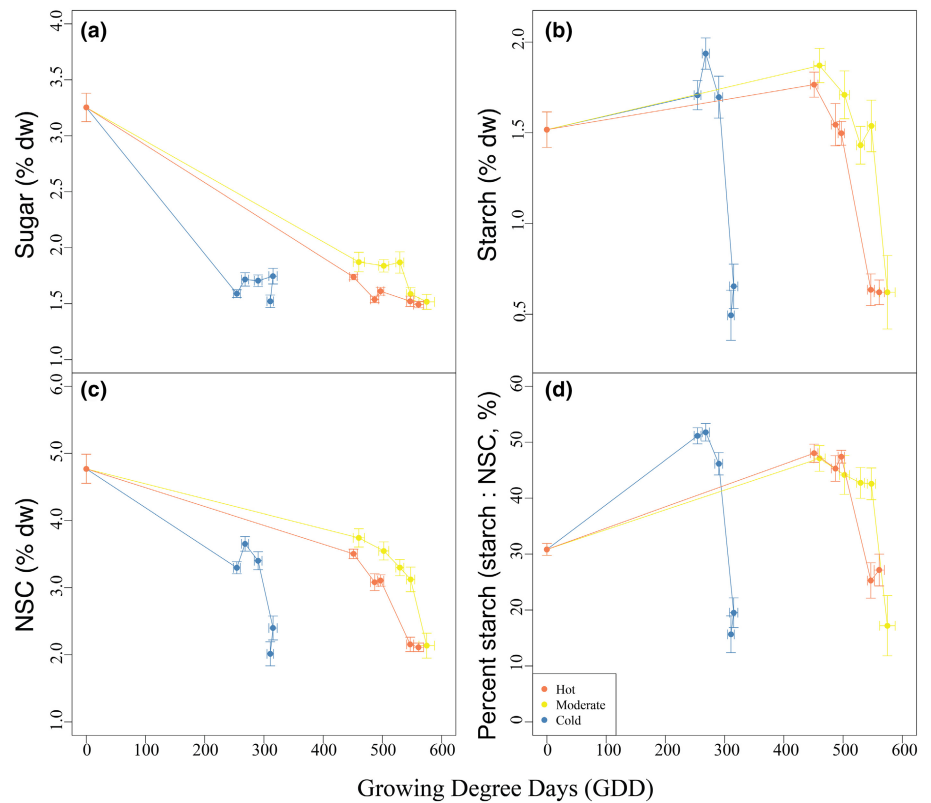 (a)
Sugar (% dw)
4.0
3.5
3.0
2.5
2.0
1.5
1.0
(b)
Starch (% dw)
2.0
1.5
1.0
0.5
(c)
NSC (% dw)
6.0
5.0
4.0
3.0
2.0
1.0
0 100 200 300 400 500 600
(d)
Percent starch (starch : NSC, %)
60
50
40
30
20
10
0
Hot
Moderate
Cold
0 100 200 300 400 500 600
Growing Degree Days (GDD)